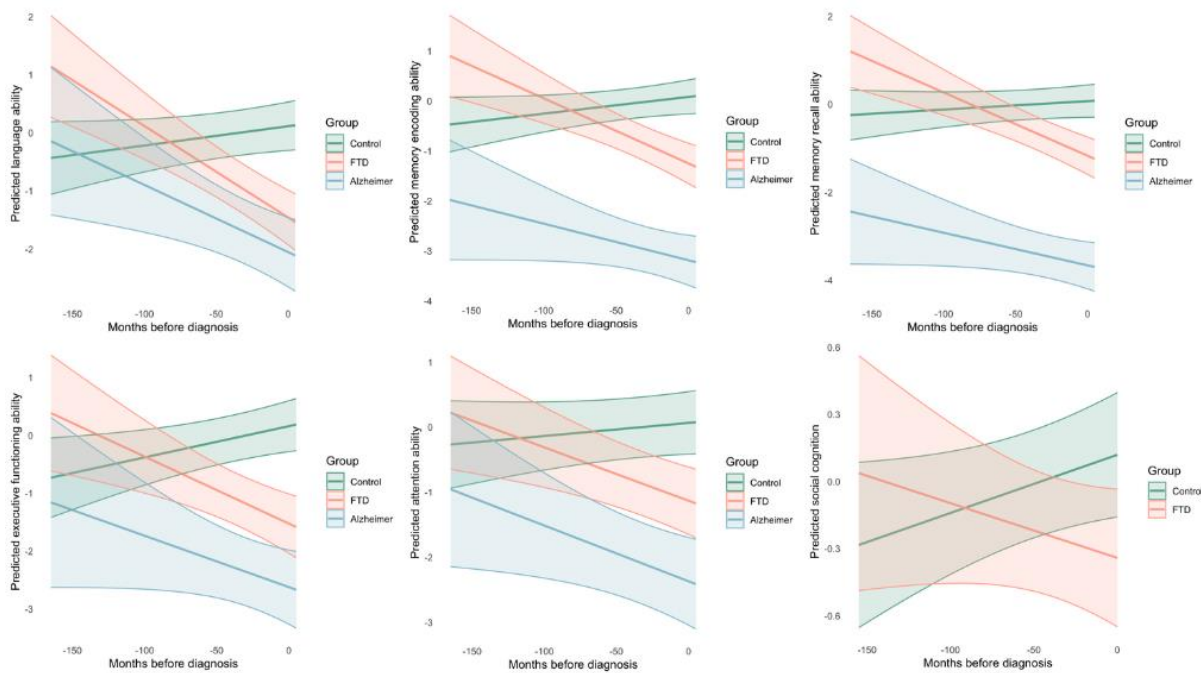 Predicted language ability
2
1
0
-1
-2
-150
-100
-50
0
Months before diagnosis
Group
Control
FTD
Alzheimer
Predicted memory encoding ability
1
0
-1
-2
-3
-4
-150
-100
-50
0
Months before diagnosis
Group
Control
FTD
Alzheimer
Predicted memory recall ability
2
0
-2
-4
-150
-100
-50
0
Months before diagnosis
Group
Control
FTD
Alzheimer
Predicted executive functioning ability
1
0
-1
-2
-3
-150
-100
-50
0
Months before diagnosis
Group
Control
FTD
Alzheimer
Predicted attention ability
1
0
-1
-2
-3
-150
-100
-50
0
Months before diagnosis
Group
Control
FTD
Alzheimer
Predicted social cognition
0.6
0.3
0.0
-0.3
-0.6
-150
-100
-50
0
Months before diagnosis
Group
Control
FTD